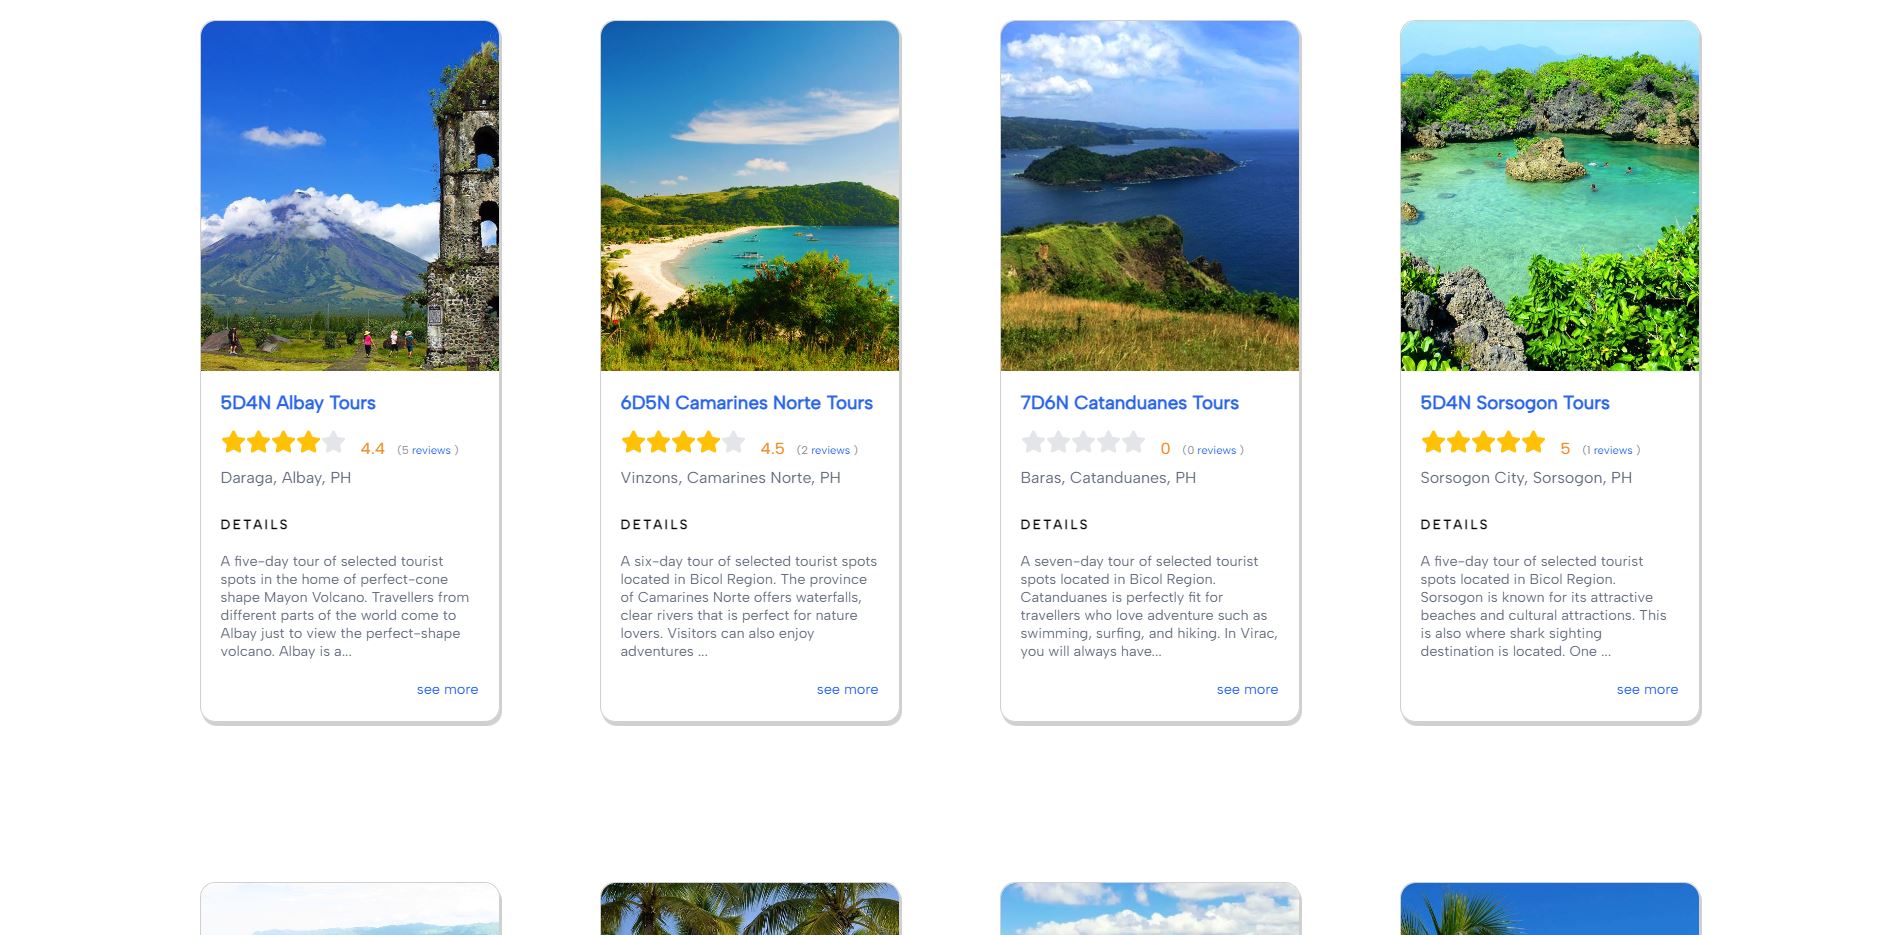 5D4N Albay Tours
4.4 (5 reviews )
Daraga, Albay, PH
DETAILS
A five-day tour of selected tourist
spots in the home of perfect-cone
shape Mayon Volcano. Travellers from
different parts of the world come to
Albay just to view the perfect-shape
volcano. Albay is a...
see more
6D5N Camarines Norte Tours
4.5 (2 reviews )
Vinzons, Camarines Norte, PH
DETAILS
A six-day tour of selected tourist spots
located in Bicol Region. The province
of Camarines Norte offers waterfalls,
clear rivers that is perfect for nature
lovers. Visitors can also enjoy
adventures ...
see more
7D6N Catanduanes Tours
0 (0 reviews )
Baras, Catanduanes, PH
DETAILS
A seven-day tour of selected tourist
spots located in Bicol Region.
Catanduanes is perfectly fit for
travellers who love adventure such as
swimming, surfing, and hiking. In Virac,
you will always have...
see more
5D4N Sorsogon Tours
5 (1 reviews )
Sorsogon City, Sorsogon, PH
DETAILS
A five-day tour of selected tourist
spots located in Bicol Region.
Sorsogon is known for its attractive
beaches and cultural attractions. This
is also where shark sighting
destination is located. One ...
see more